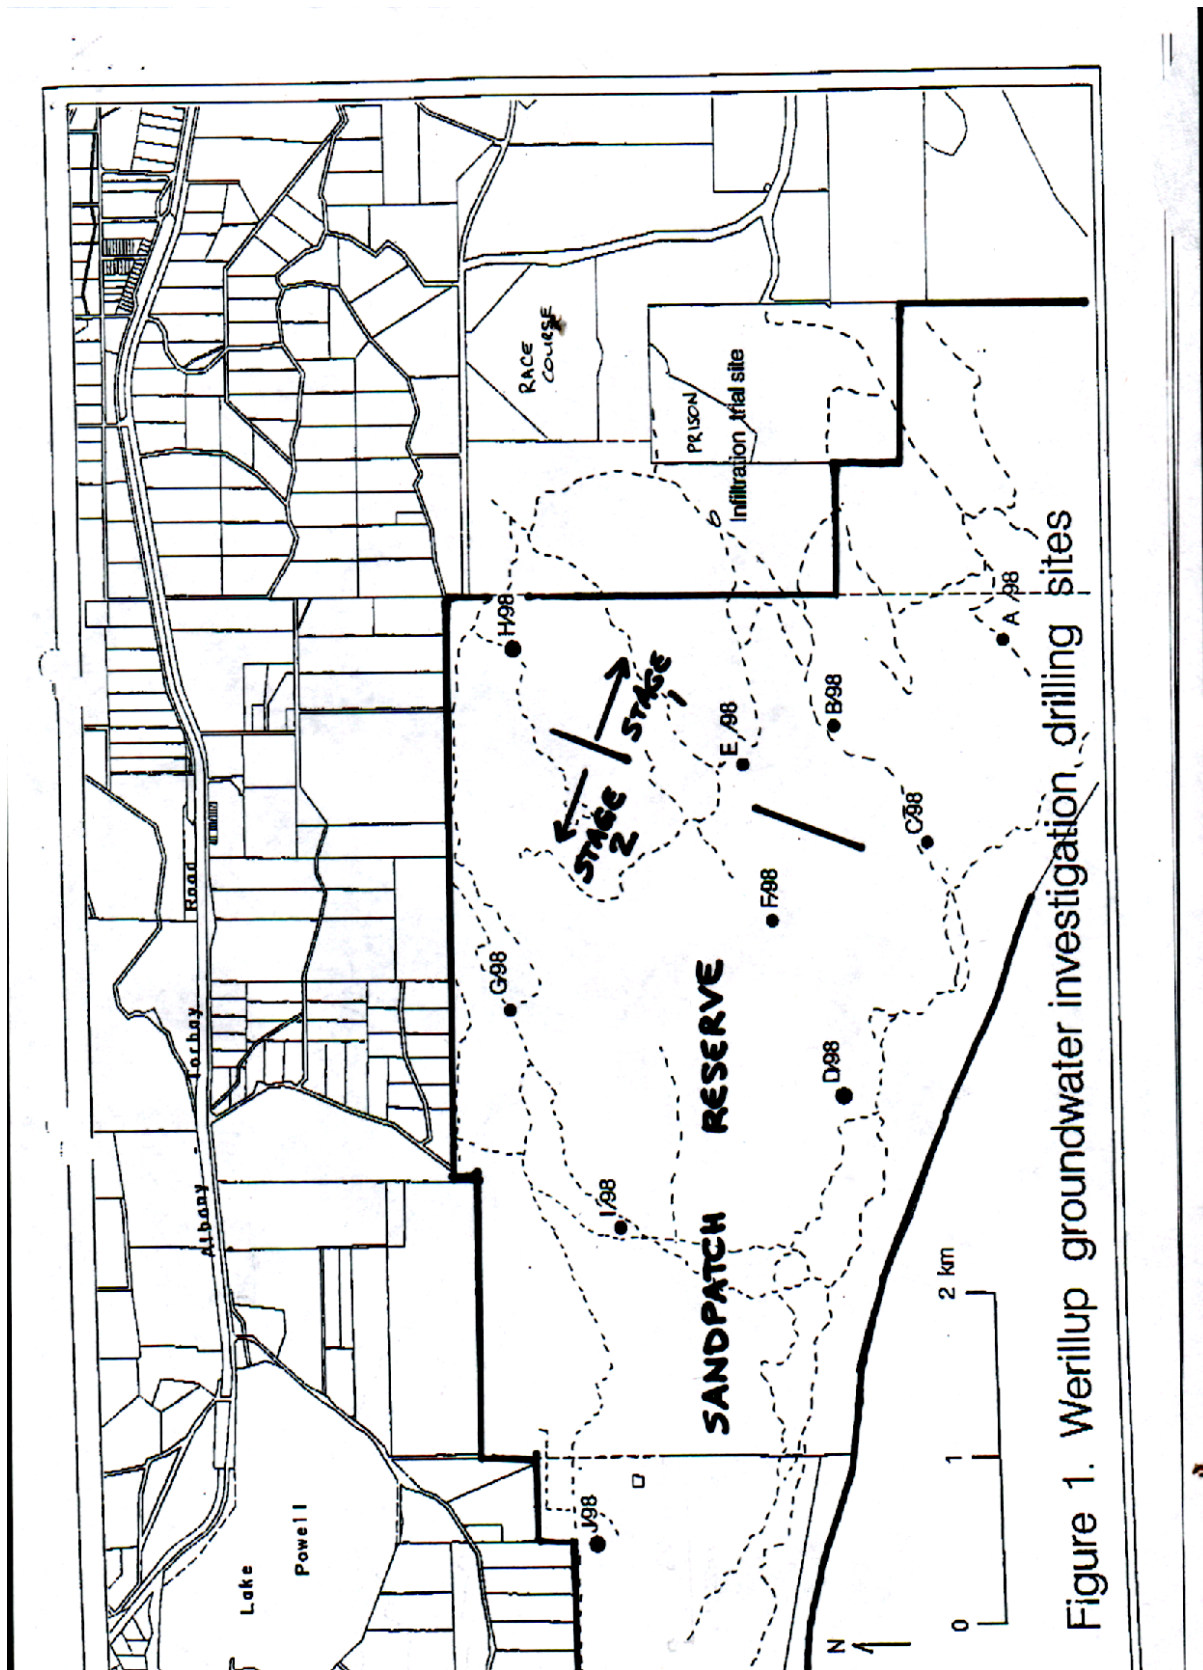 Albany Torbay Road
Lake
Powell
RACE
COURSE
PRISON
Infiltration trial site
H/98
STAGE
1
STAGE
2
E /98
B/98
A /98
C/98
F/98
G/98
D/98
I/98
J/98
SANDPATCH RESERVE
N
0 1 2 km
Figure 1. Werillup groundwater investigation, drilling sites